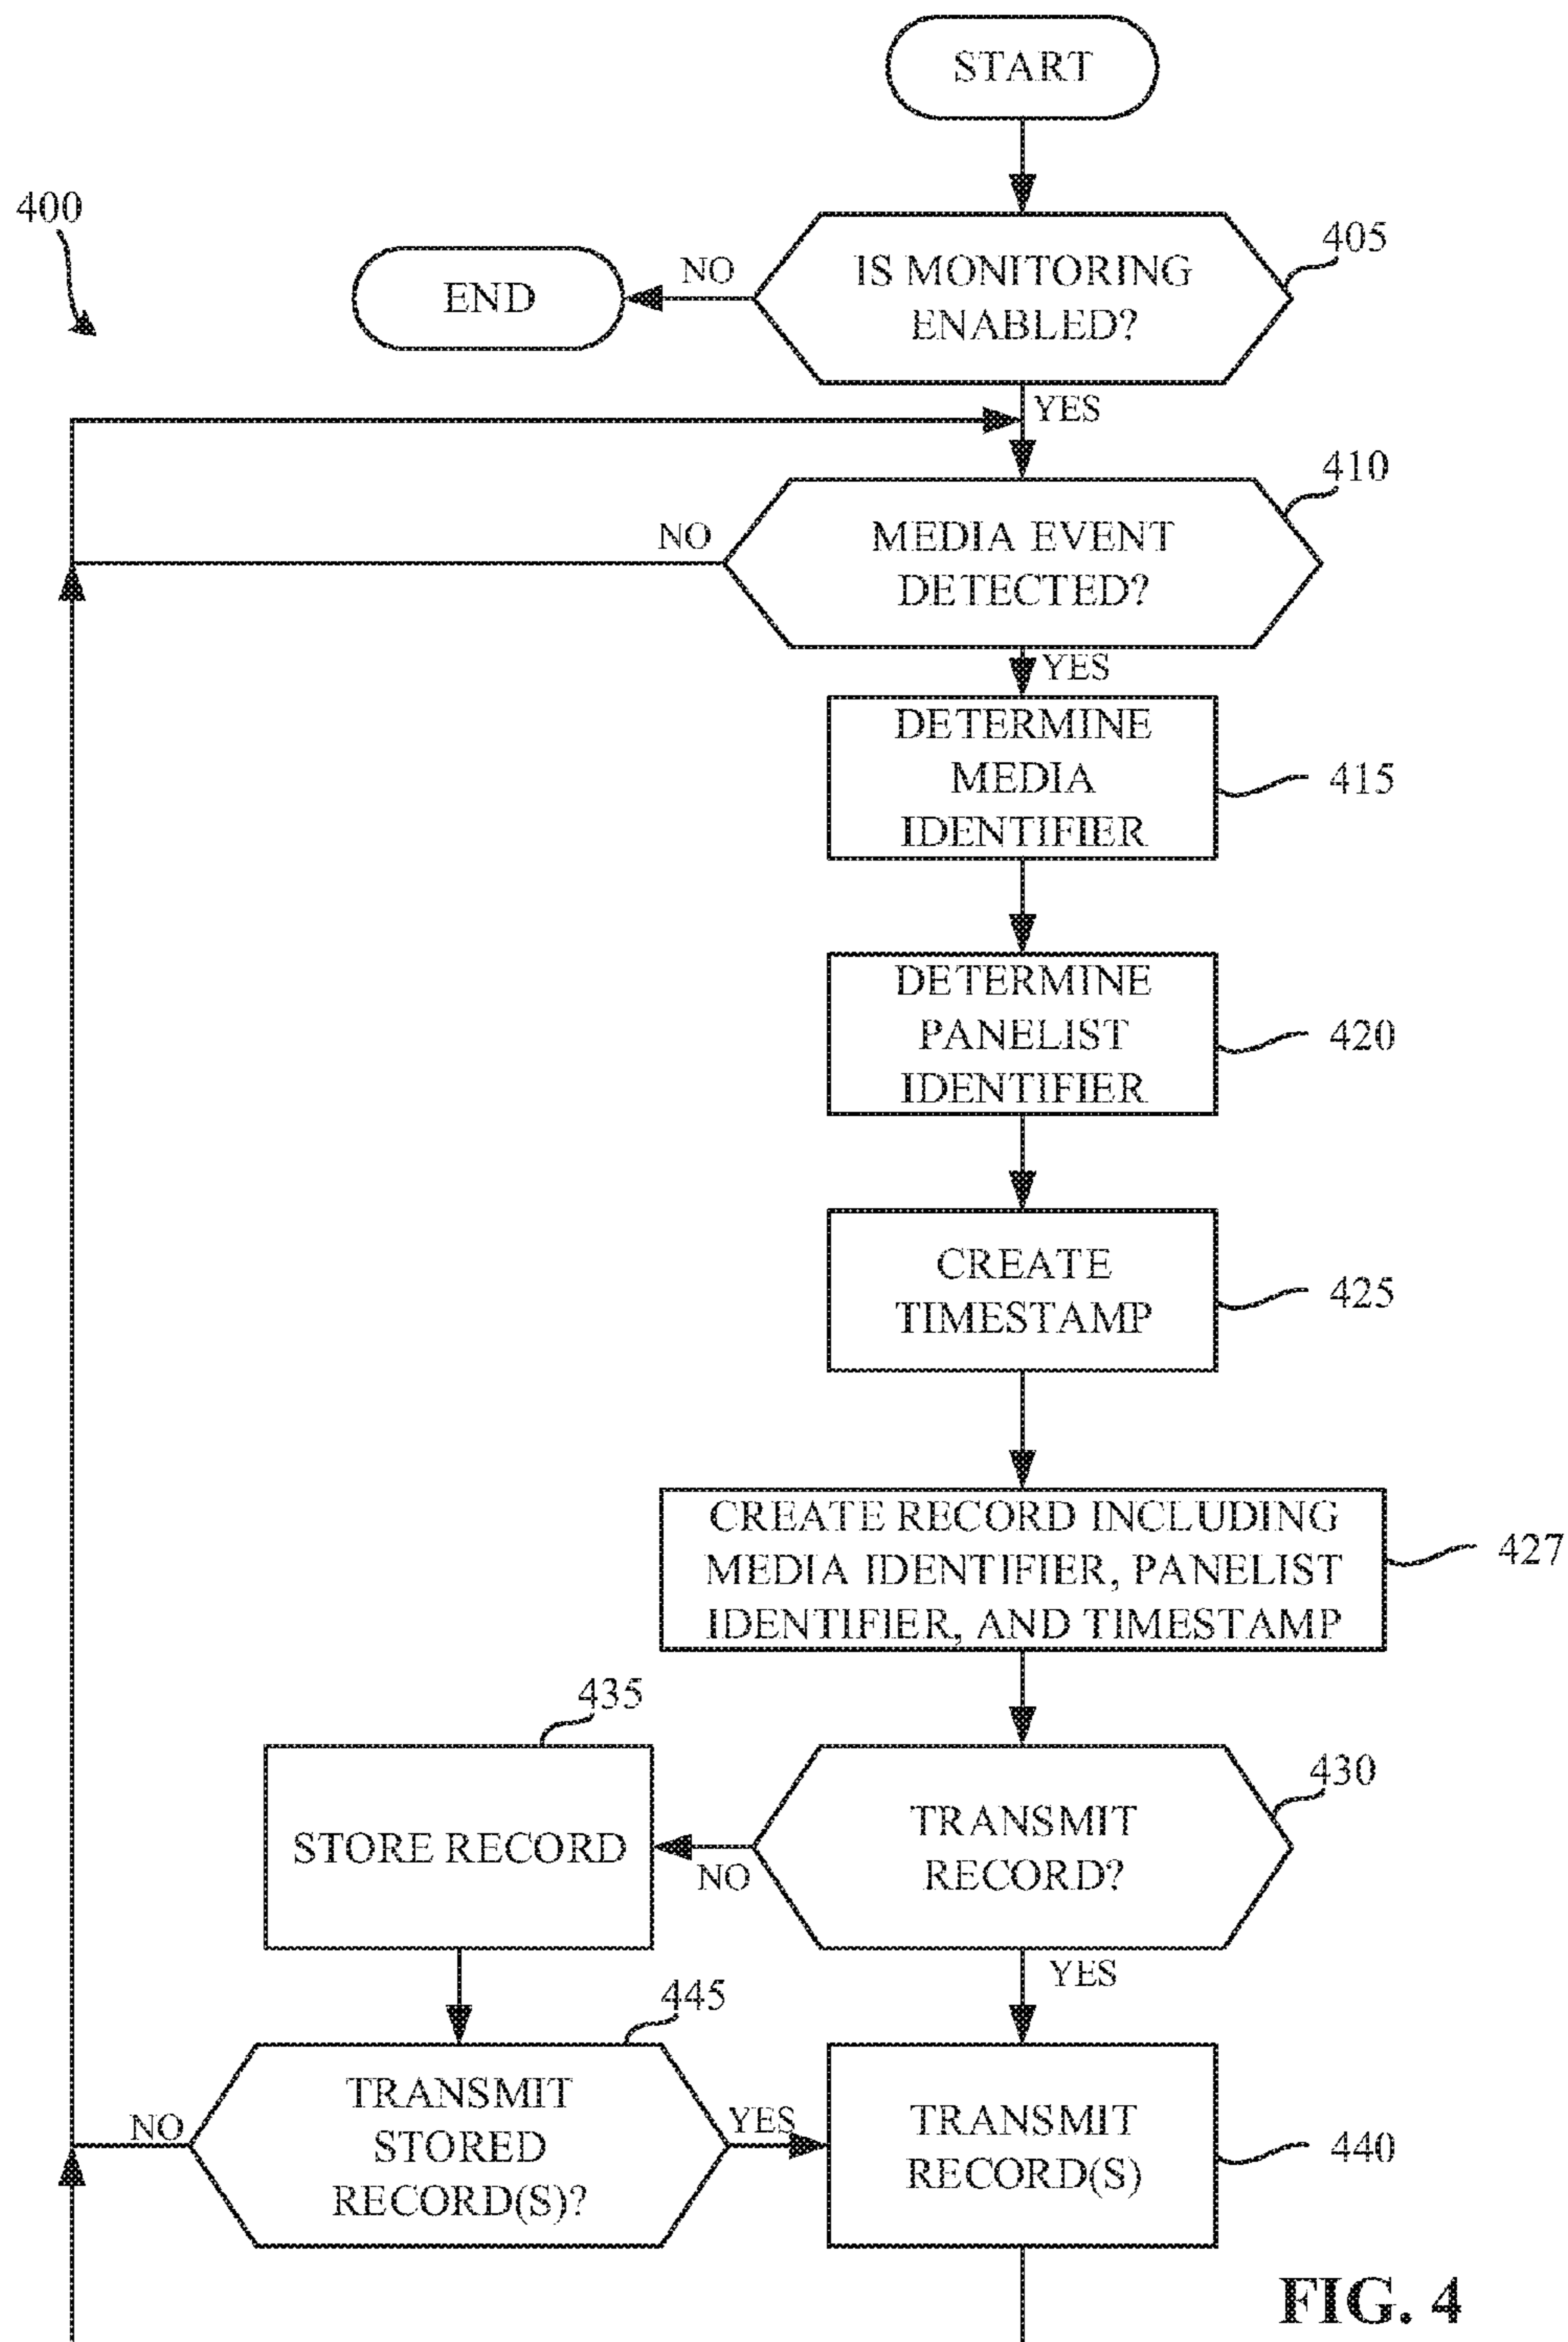 START
400
405
IS MONITORING
ENABLED?
NO
END
YES
410
MEDIA EVENT
DETECTED?
NO
YES
DETERMINE
MEDIA
IDENTIFIER
415
DETERMINE
PANELIST
IDENTIFIER
420
CREATE
TIMESTAMP
425
CREATE RECORD INCLUDING
MEDIA IDENTIFIER, PANELIST
IDENTIFIER, AND TIMESTAMP
427
435
430
STORE RECORD
NO
TRANSMIT
RECORD?
YES
445
TRANSMIT
STORED
RECORD(S)?
NO
YES
TRANSMIT
RECORD(S)
440
FIG. 4